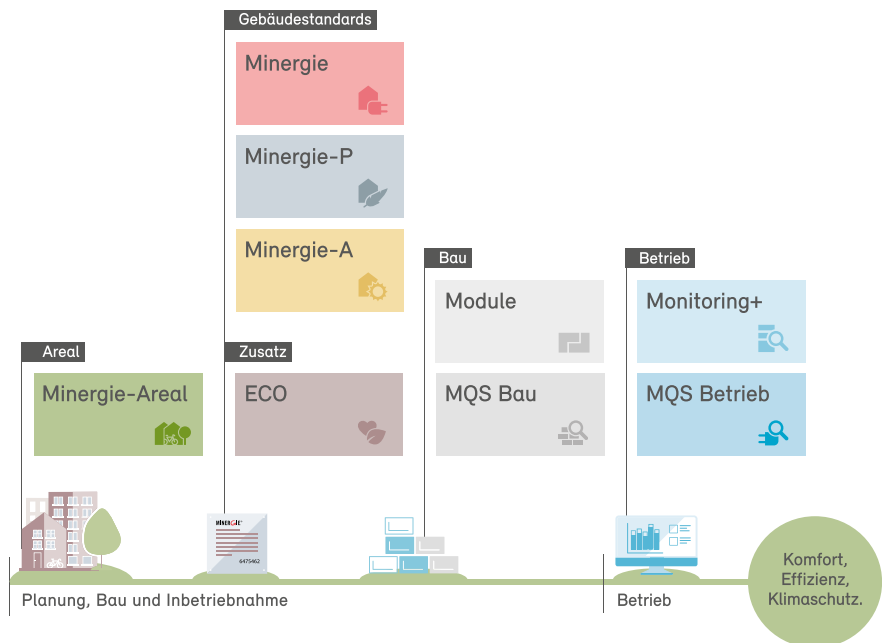 Gebäudestandards
Minergie
Minergie-P
Minergie-A
Bau
Betrieb
Module
Monitoring+
Areal
Zusatz
Minergie-Areal
ECO
MQS Bau
MQS Betrieb
MINERGIE®
6475462
Komfort,
Effizienz,
Klimaschutz.
Planung, Bau und Inbetriebnahme
Betrieb